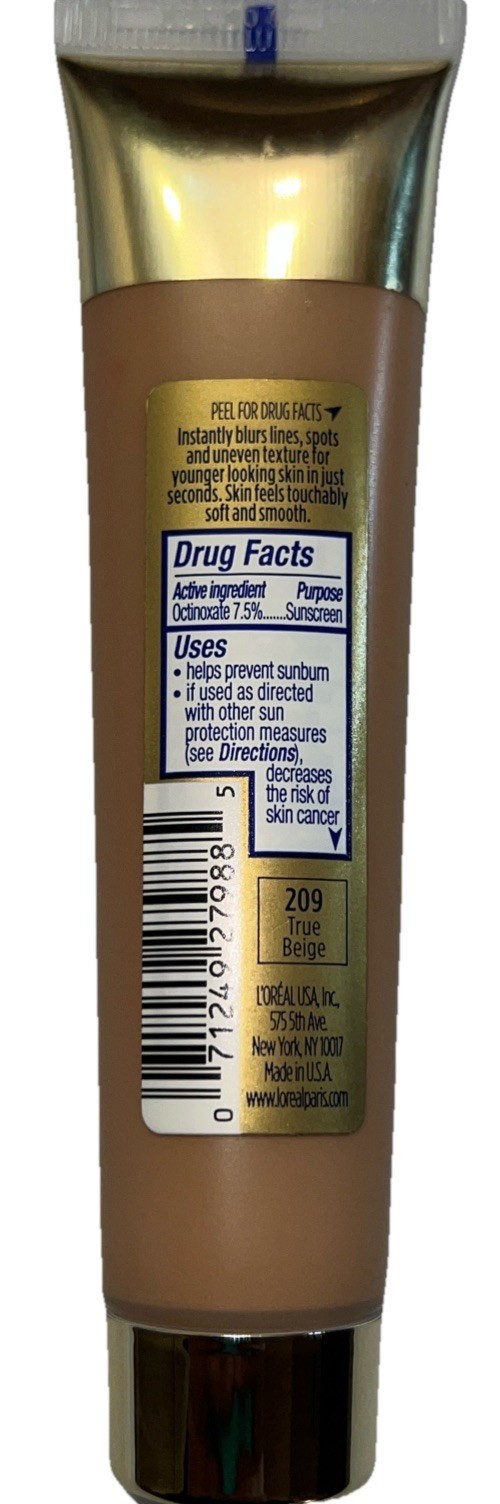 PEEL FOR DRUG FACTS
Instantly blurs lines, spots
and uneven texture for
younger looking skin in just
seconds. Skin feels touchably
soft and smooth.
Drug Facts
Active ingredient Purpose
Octinoxate 7.5%.......Sunscreen
Uses
• helps prevent sunburn
• if used as directed
with other sun
protection measures
(see Directions),
decreases
the risk of
skin cancer
209
True
Beige
L'ORÉAL USA, Inc.,
575 5th Ave.
New York, NY 10017
Made in U.S.A.
www.lorealparis.com
0 71249 27988 5